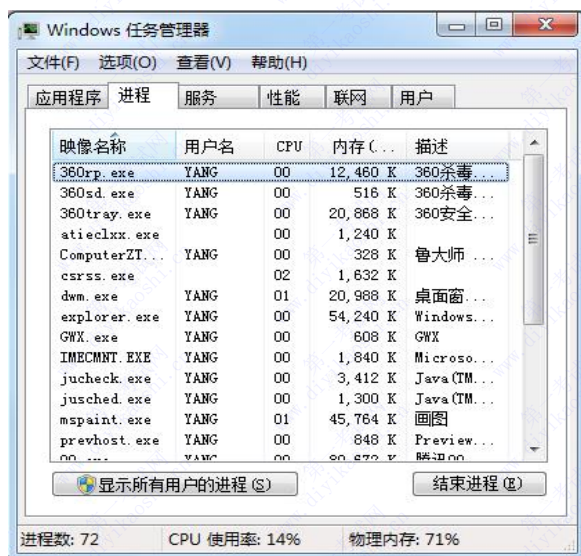 Windows 任务管理器
文件(F) 选项(O) 查看(V) 帮助(H)
应用程序 进程 服务 性能 联网 用户
映像名称 用户名 CPU 内存(... 描述
360rp.exe YANG 00 12,460 K 360杀毒...
360sd.exe YANG 00 516 K 360杀毒...
360tray.exe YANG 00 20,868 K 360安全...
atieclxx.exe 00 1,240 K
ComputerZT... YANG 00 328 K 鲁大师 ...
csrss.exe 02 1,632 K
dwm.exe YANG 01 20,988 K 桌面窗...
explorer.exe YANG 00 54,240 K Windows...
GWX.exe YANG 00 608 K GWX
IMECMNT.EXE YANG 00 1,840 K Microso...
jucheck.exe YANG 00 3,412 K Java(TM...
jusched.exe YANG 00 1,300 K Java(TM...
mspaint.exe YANG 01 45,764 K 画图
prevhost.exe YANG 00 848 K Preview...
显示所有用户的进程(S) 结束进程(E)
进程数: 72 CPU 使用率: 14% 物理内存: 71%